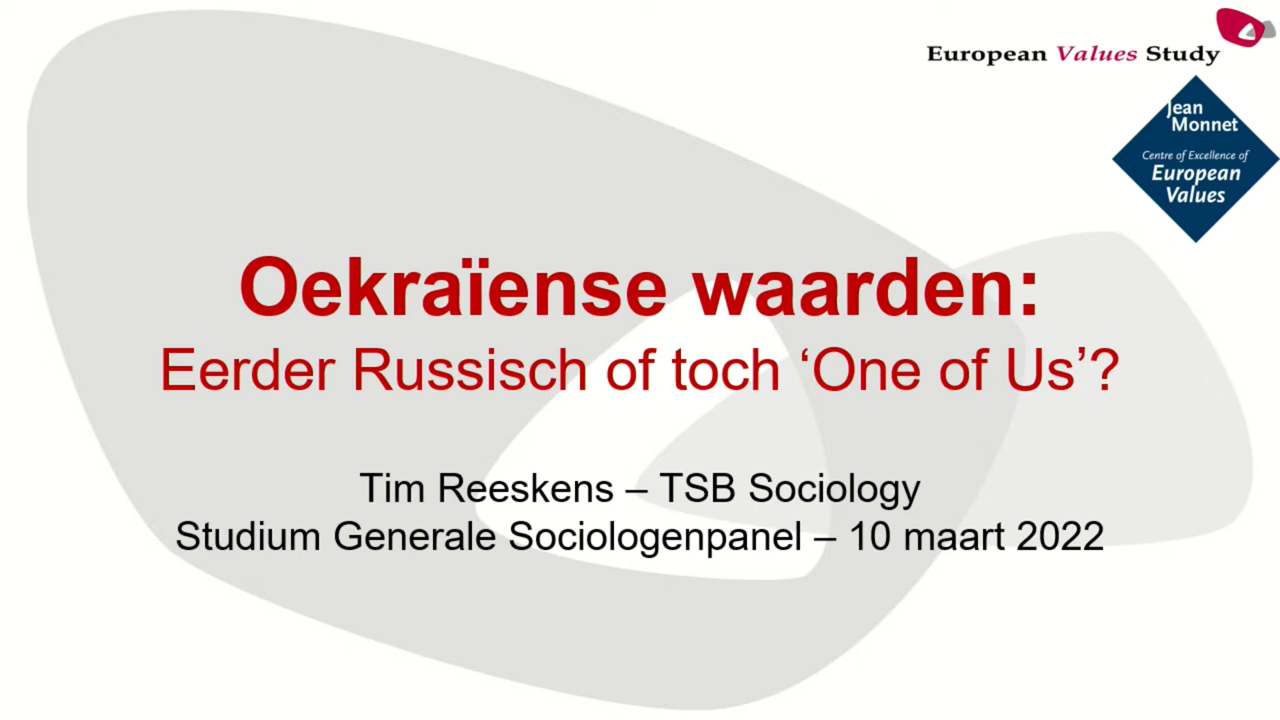 European Values Study
Jean
Monnet
Centre of Excellence of
European
Values
Oekraïense waarden:
Eerder Russisch of toch ‘One of Us’?
Tim Reeskens – TSB Sociology
Studium Generale Sociologenpanel – 10 maart 2022